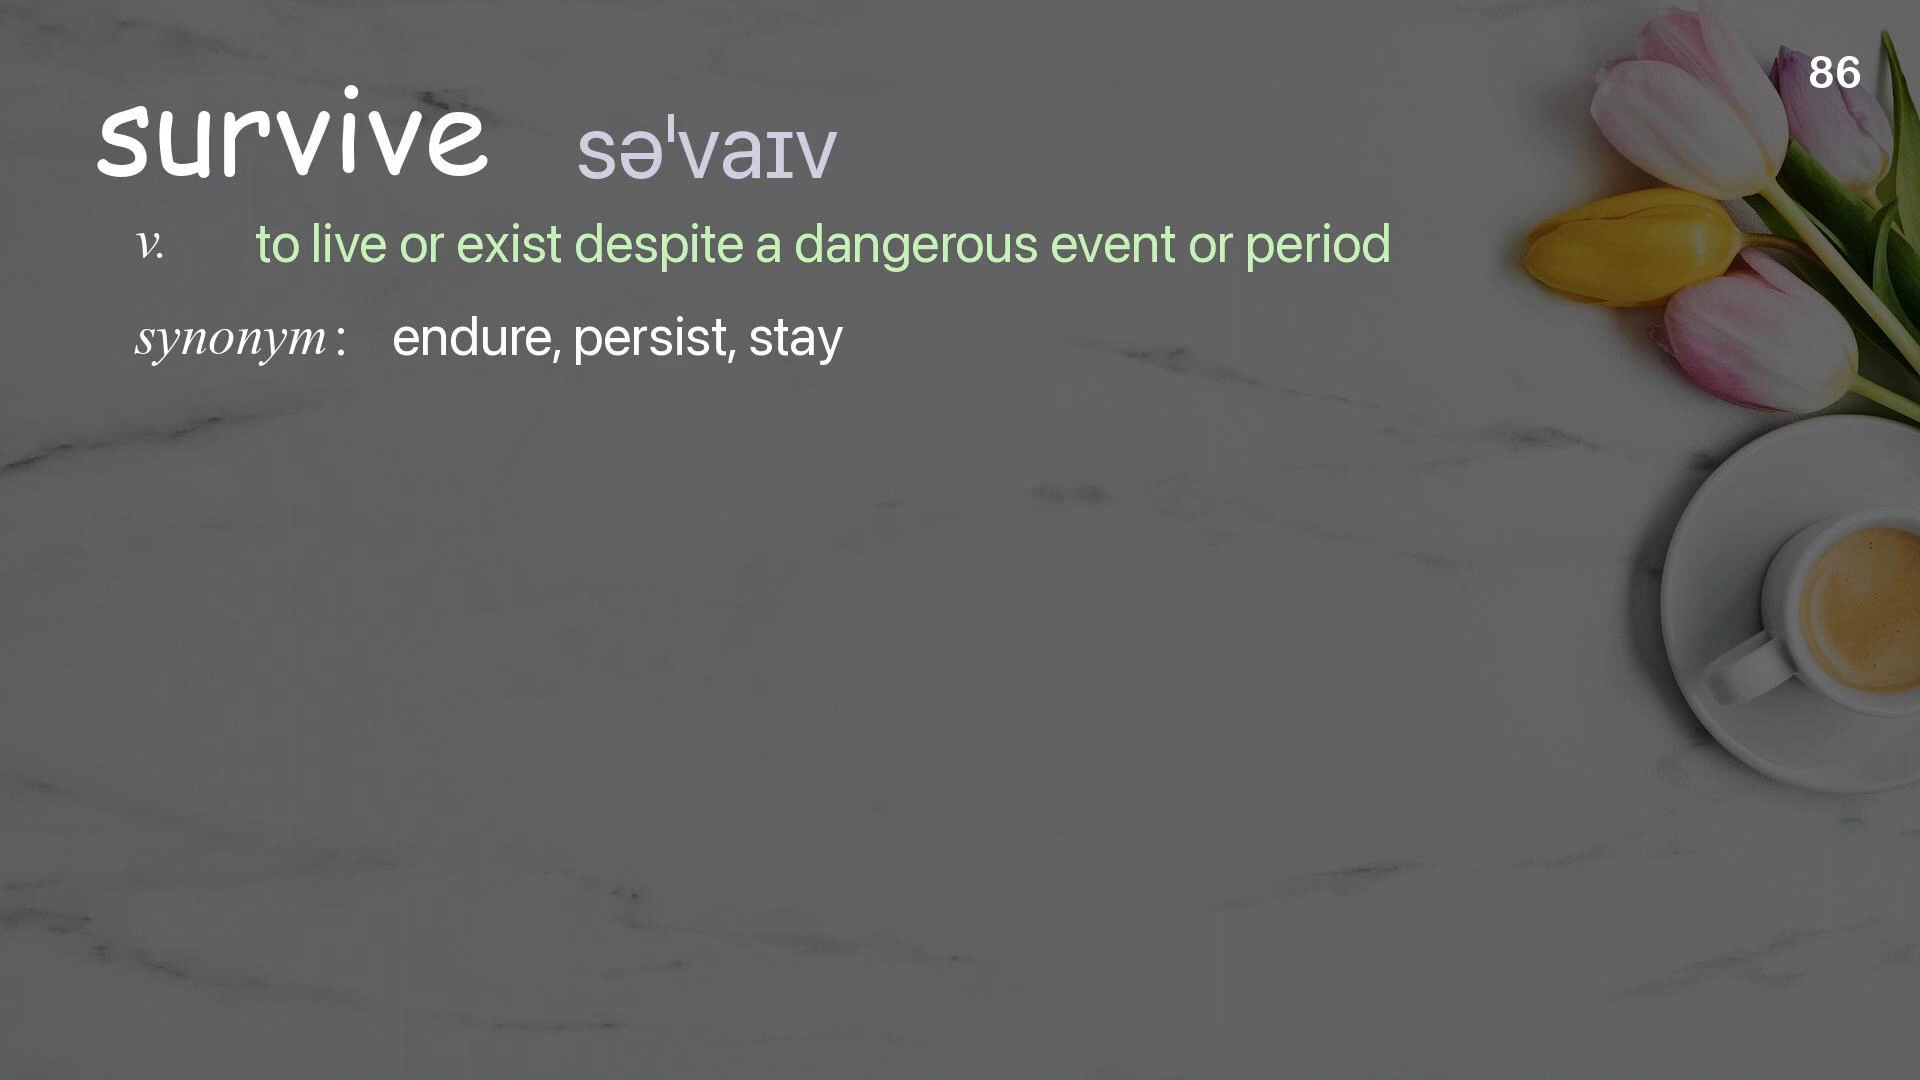 86
survive səˈvaɪv
v. to live or exist despite a dangerous event or period
synonym : endure, persist, stay